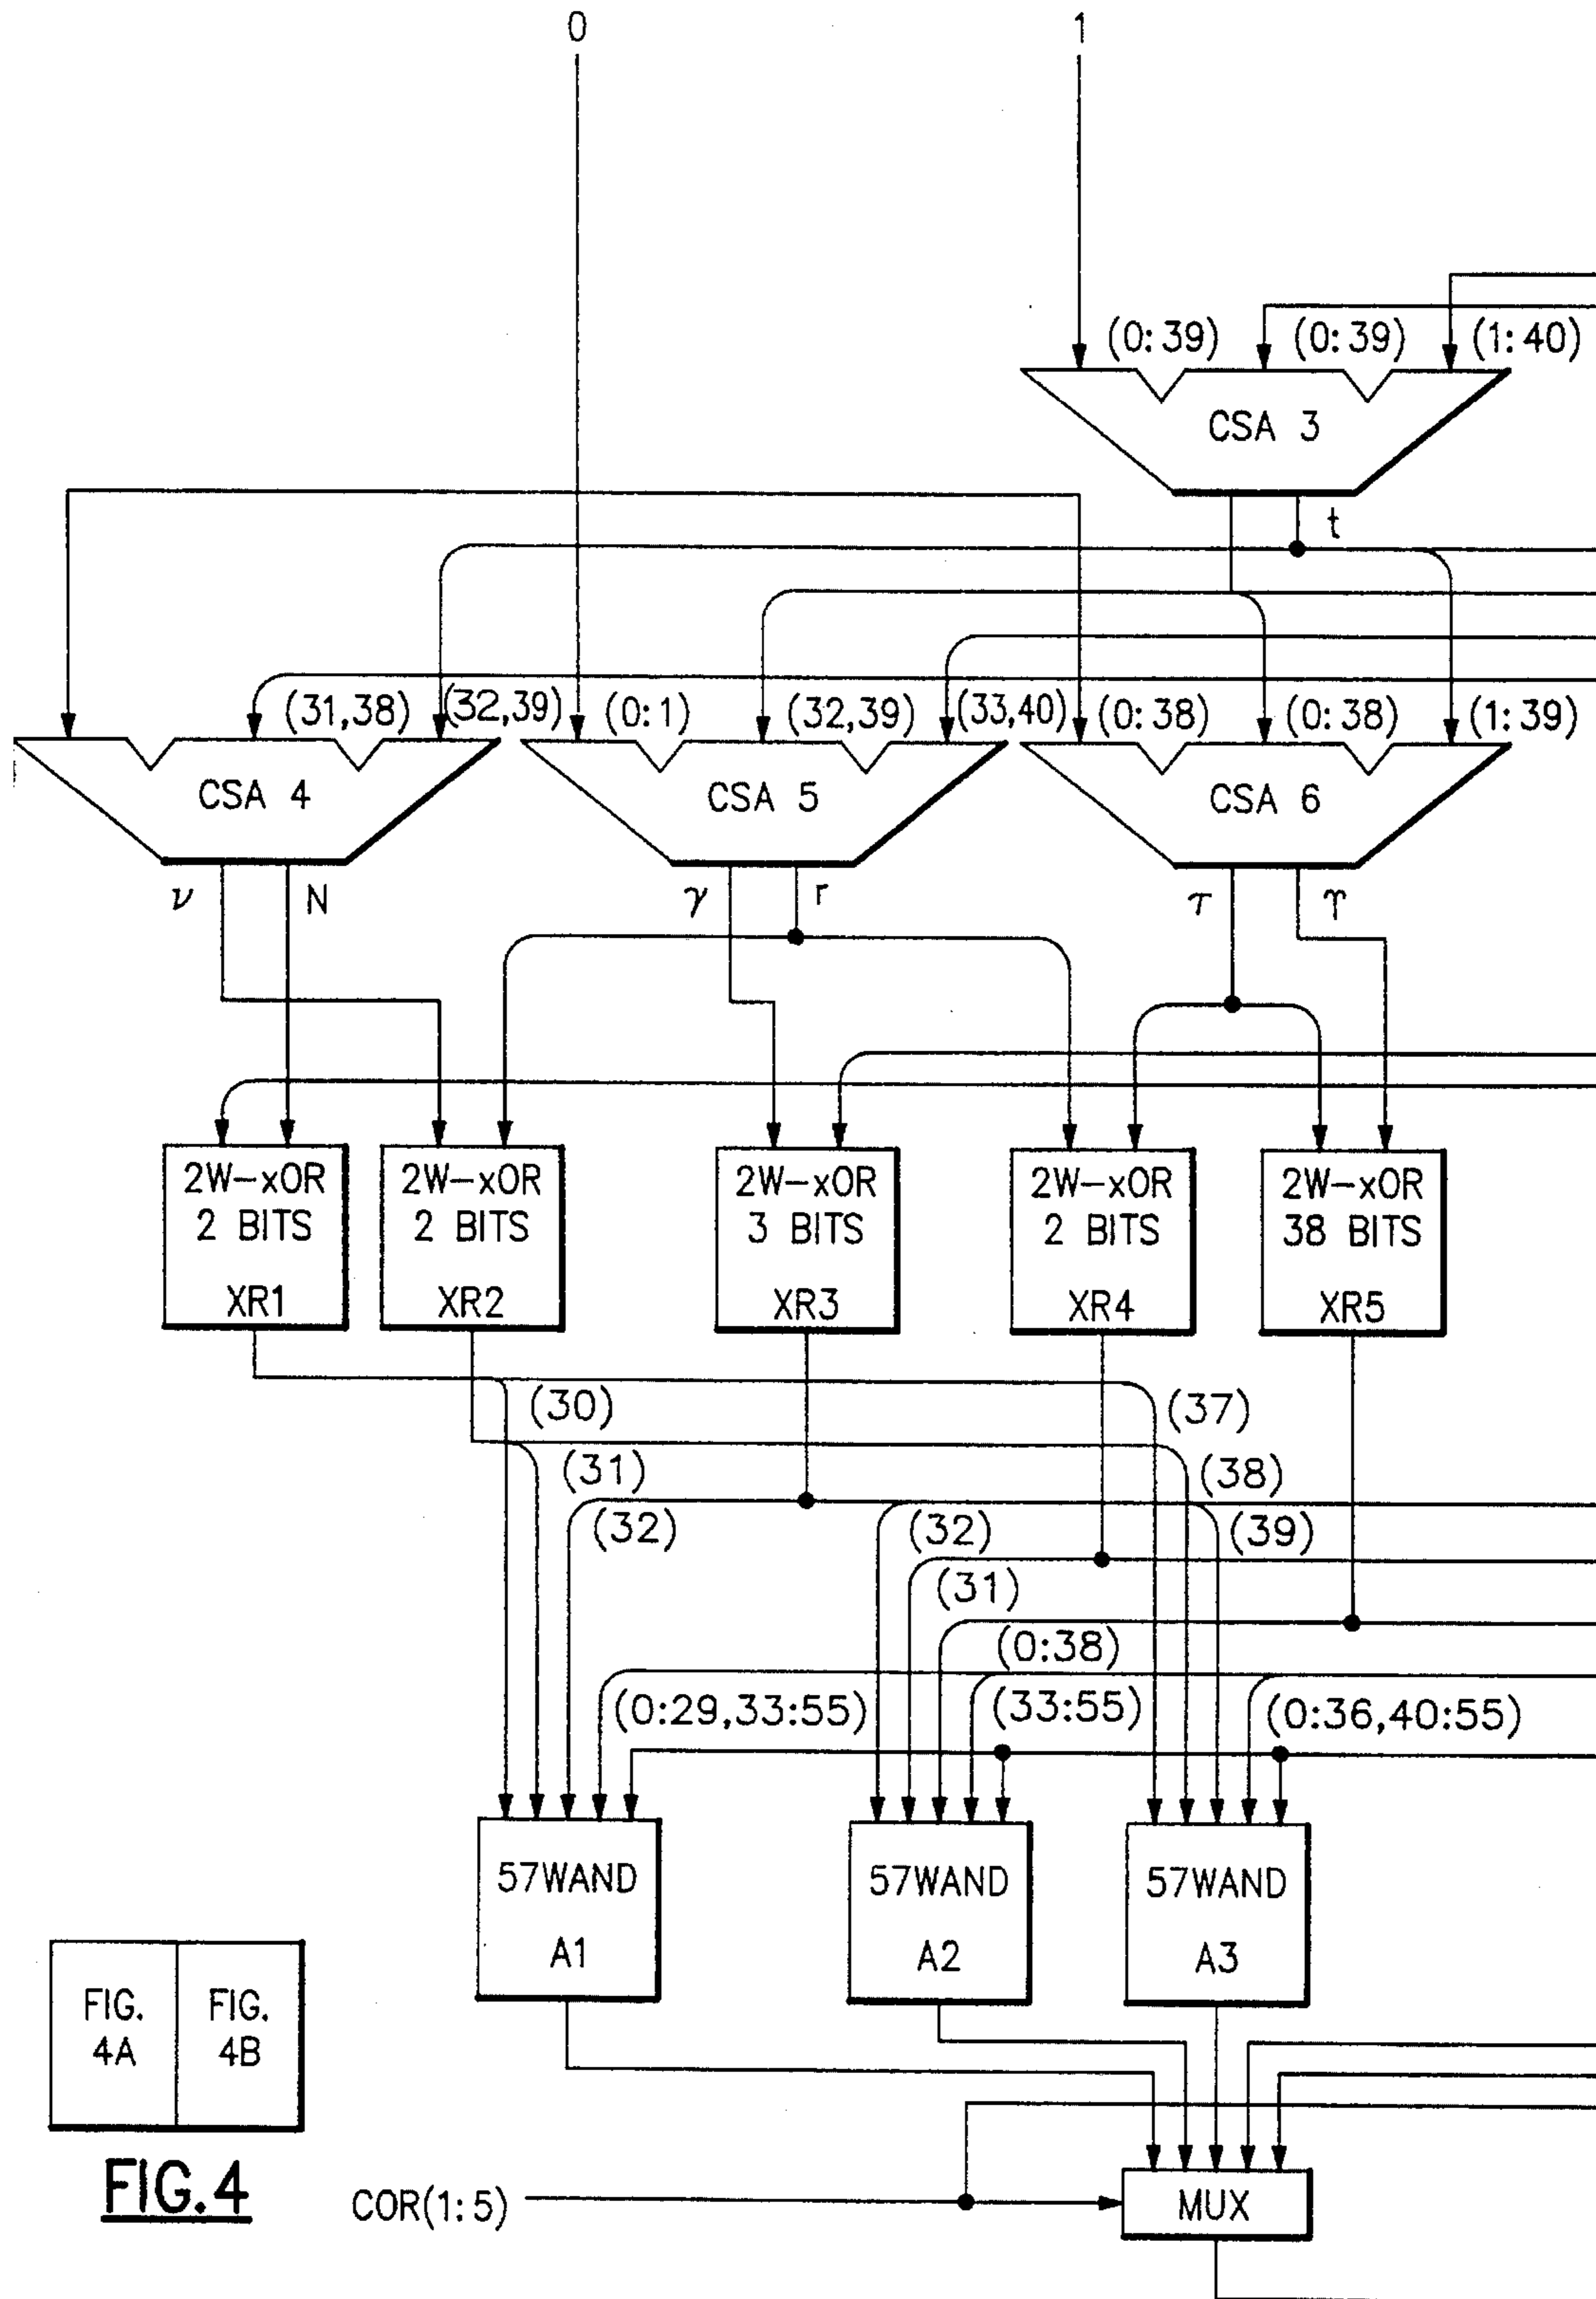 0
1
(0:39)
(0:39)
(1:40)
CSA 3
t
(31,38)
(32,39)
(0:1)
(32,39)
(33,40)
(0:38)
(0:38)
(1:39)
CSA 4
CSA 5
CSA 6
ν
N
γ
r
τ
ϒ
2W-xOR
2 BITS
XR1
2W-xOR
2 BITS
XR2
2W-xOR
3 BITS
XR3
2W-xOR
2 BITS
XR4
2W-xOR
38 BITS
XR5
(30)
(37)
(31)
(38)
(32)
(32)
(39)
(31)
(0:38)
(0:29,33:55)
(33:55)
(0:36,40:55)
57WAND
A1
57WAND
A2
57WAND
A3
FIG.
4A
FIG.
4B
FIG.4
COR(1:5)
MUX